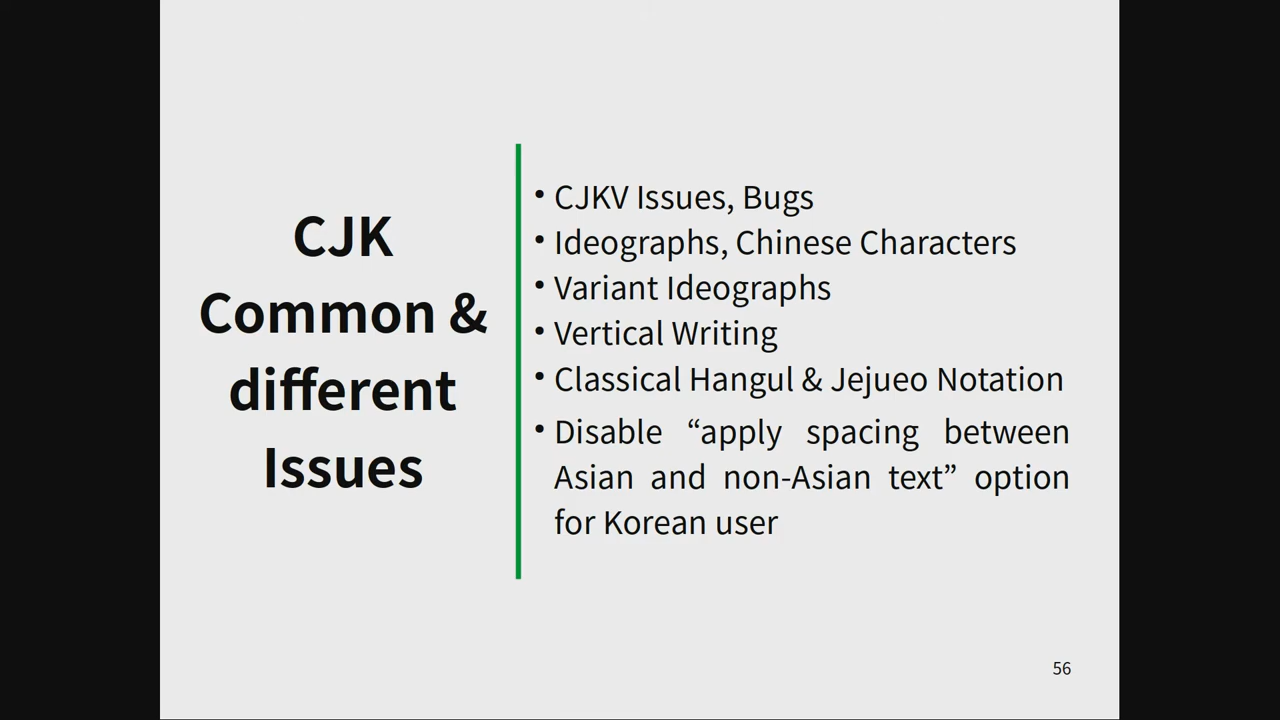 CJK
Common &
different
Issues
• CJKV Issues, Bugs
• Ideographs, Chinese Characters
• Variant Ideographs
• Vertical Writing
• Classical Hangul & Jejueo Notation
• Disable “apply spacing between
Asian and non-Asian text” option
for Korean user
56